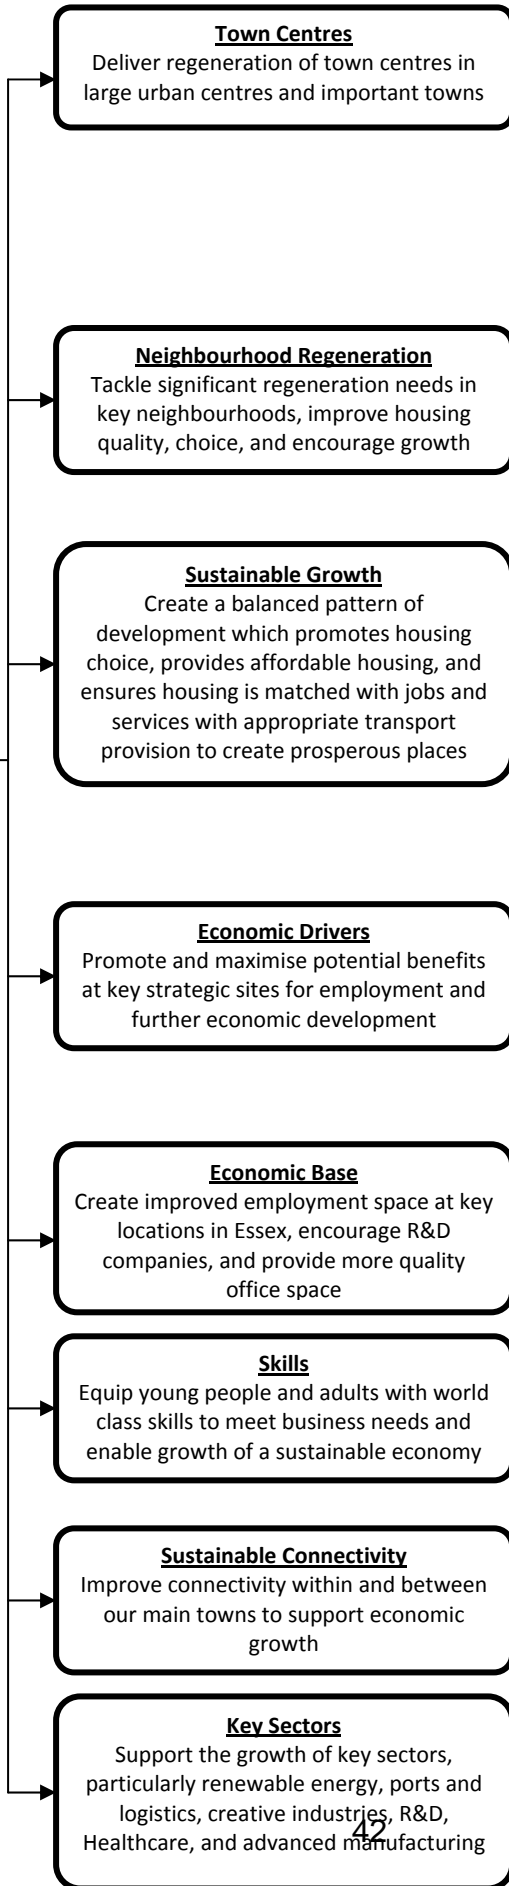 Town Centres
Deliver regeneration of town centres in
large urban centres and important towns
Neighbourhood Regeneration
Tackle significant regeneration needs in
key neighbourhoods, improve housing
quality, choice, and encourage growth
Sustainable Growth
Create a balanced pattern of
development which promotes housing
choice, provides affordable housing, and
ensures housing is matched with jobs and
services with appropriate transport
provision to create prosperous places
Economic Drivers
Promote and maximise potential benefits
at key strategic sites for employment and
further economic development
Economic Base
Create improved employment space at key
locations in Essex, encourage R&D
companies, and provide more quality
office space
Skills
Equip young people and adults with world
class skills to meet business needs and
enable growth of a sustainable economy
Sustainable Connectivity
Improve connectivity within and between
our main towns to support economic
growth
Key Sectors
Support the growth of key sectors,
particularly renewable energy, ports and
logistics, creative industries, R&D,
Healthcare, and advanced manufacturing
42